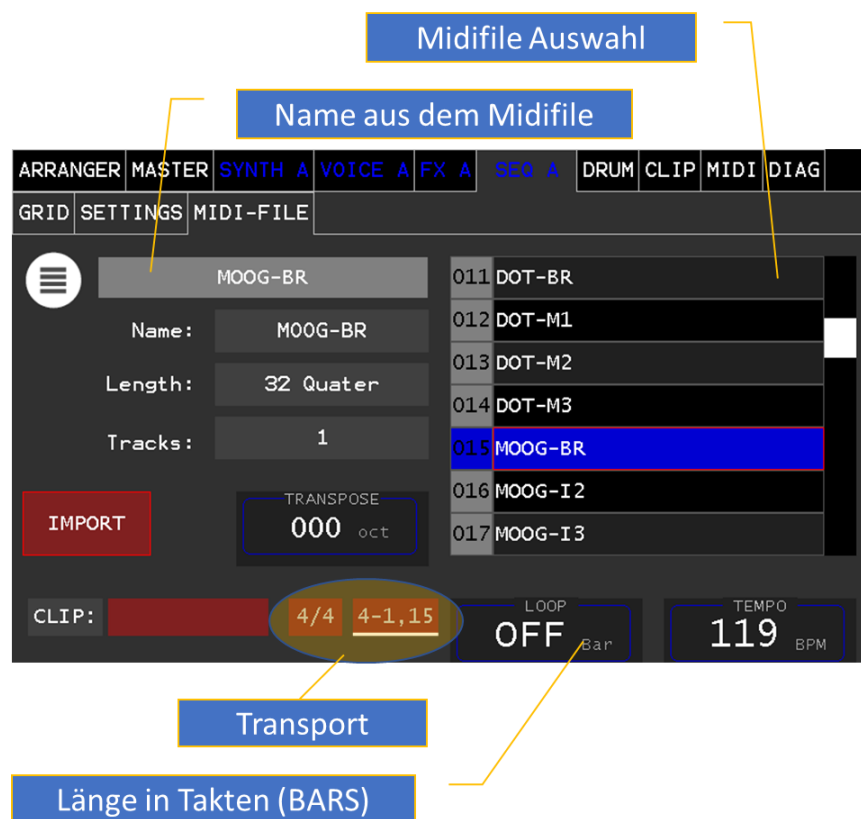 Midifile Auswahl
Name aus dem Midifile
ARRANGER MASTER SYNTH A VOICE A FX A SEQ A DRUM CLIP MIDI DIAG
GRID SETTINGS MIDI-FILE
MOOG-BR
Name: MOOG-BR
Length: 32 Quater
Tracks: 1
IMPORT
TRANSPOSE
000 oct
011 DOT-BR
012 DOT-M1
013 DOT-M2
014 DOT-M3
015 MOOG-BR
016 MOOG-I2
017 MOOG-I3
CLIP: 4/4 4-1,15
LOOP
OFF Bar
TEMPO
119 BPM
Transport
Länge in Takten (BARS)